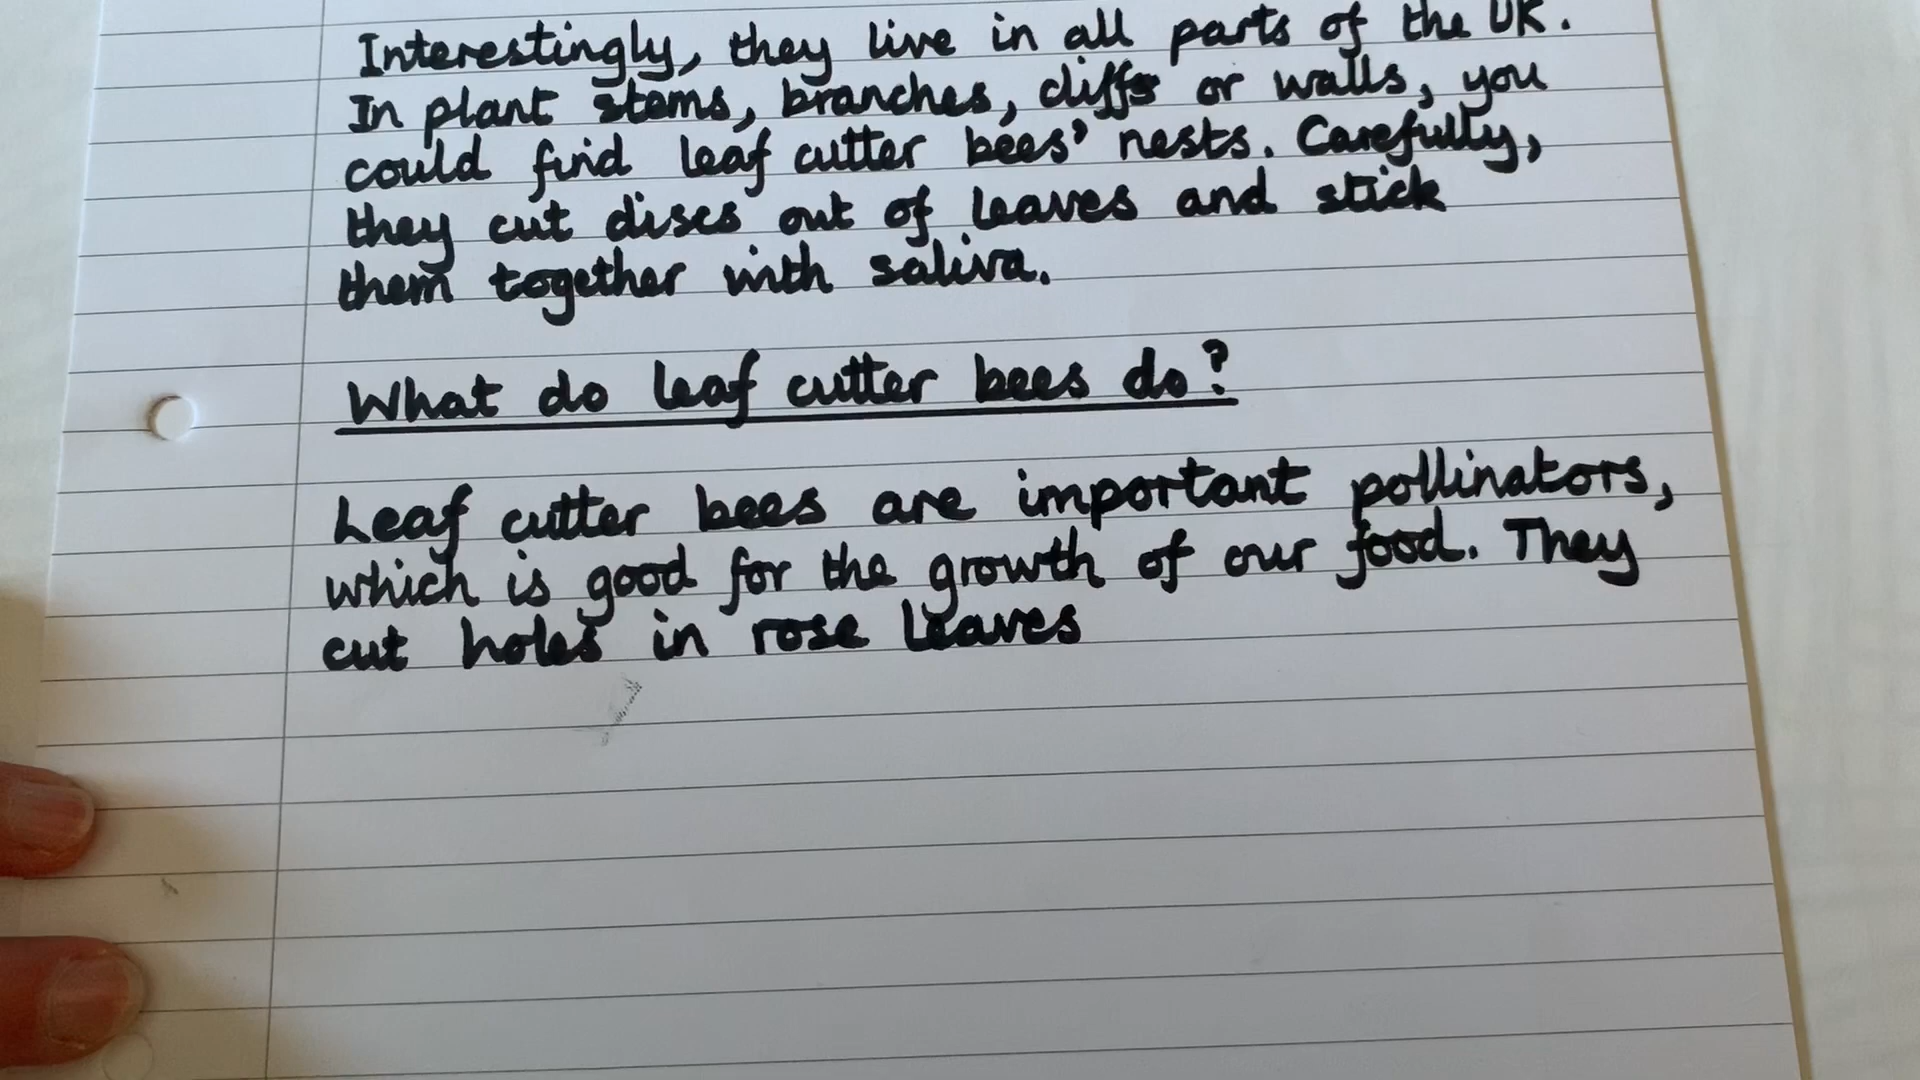 Interestingly, they live in all parts of the UK.
In plant stems, branches, cliffs or walls, you
could find leaf cutter bees' nests. Carefully,
they cut discs out of leaves and stick
them together with saliva.
What do leaf cutter bees do?
Leaf cutter bees are important pollinators,
which is good for the growth of our food. They
cut holes in rose leaves